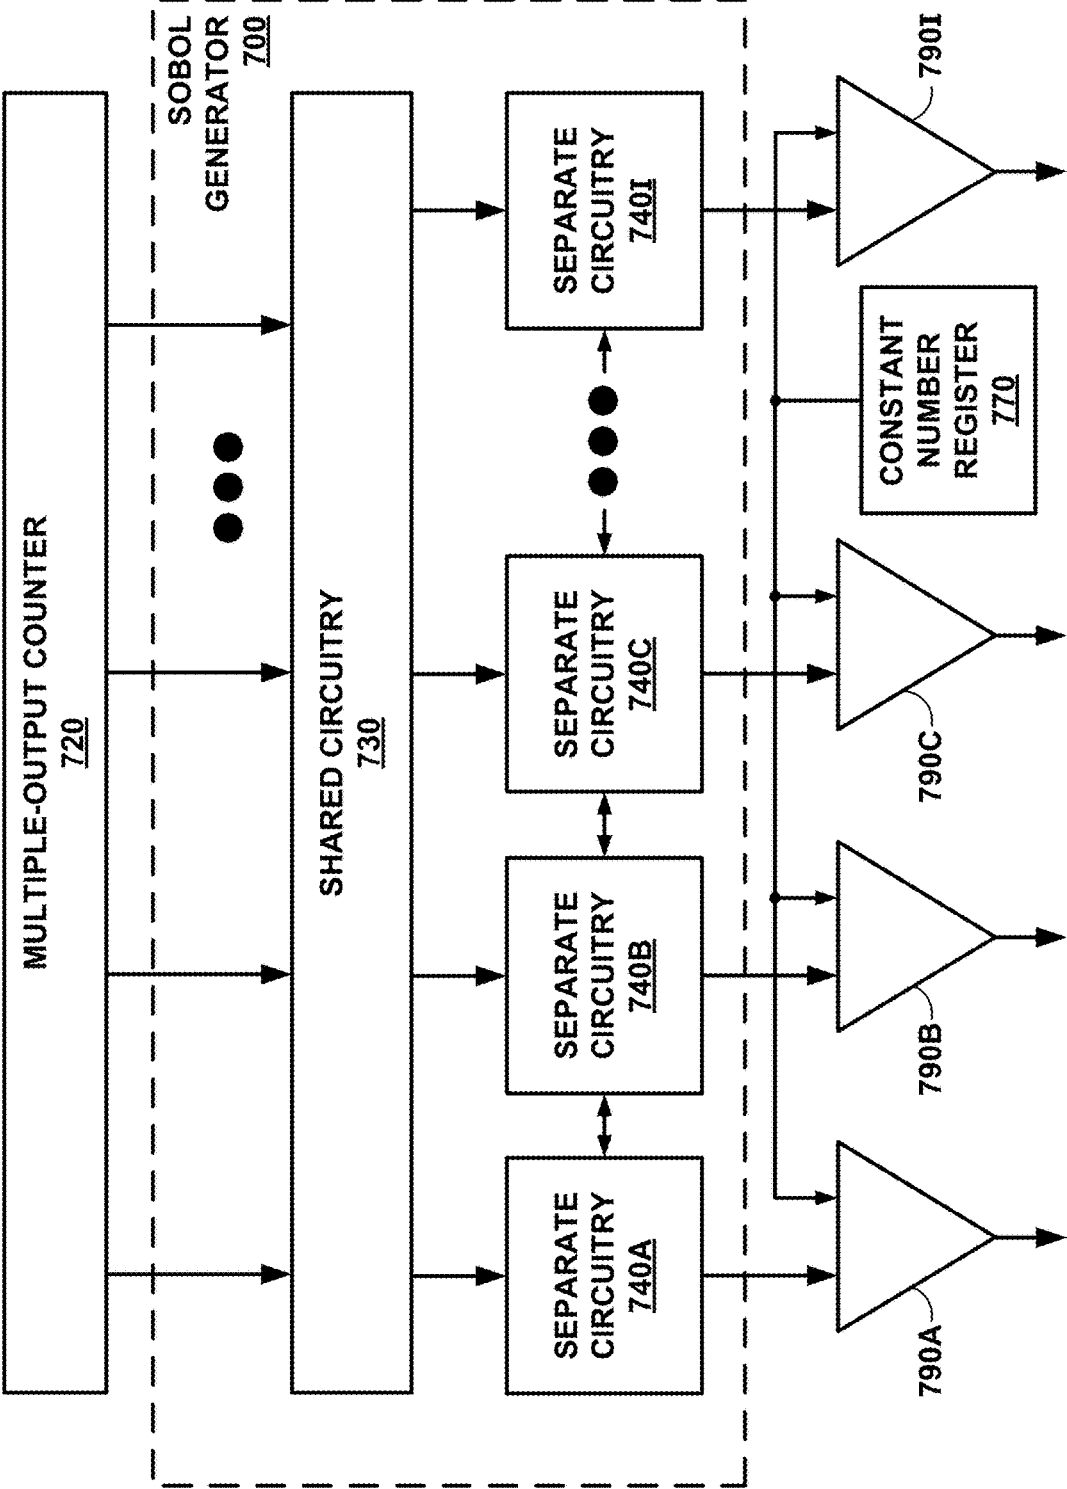 MULTIPLE-OUTPUT COUNTER
720
SOBOL
GENERATOR
700
SHARED CIRCUITRY
730
SEPARATE
CIRCUITRY
740A
SEPARATE
CIRCUITRY
740B
SEPARATE
CIRCUITRY
740C
SEPARATE
CIRCUITRY
740I
CONSTANT
NUMBER
REGISTER
770
790A
790B
790C
790I